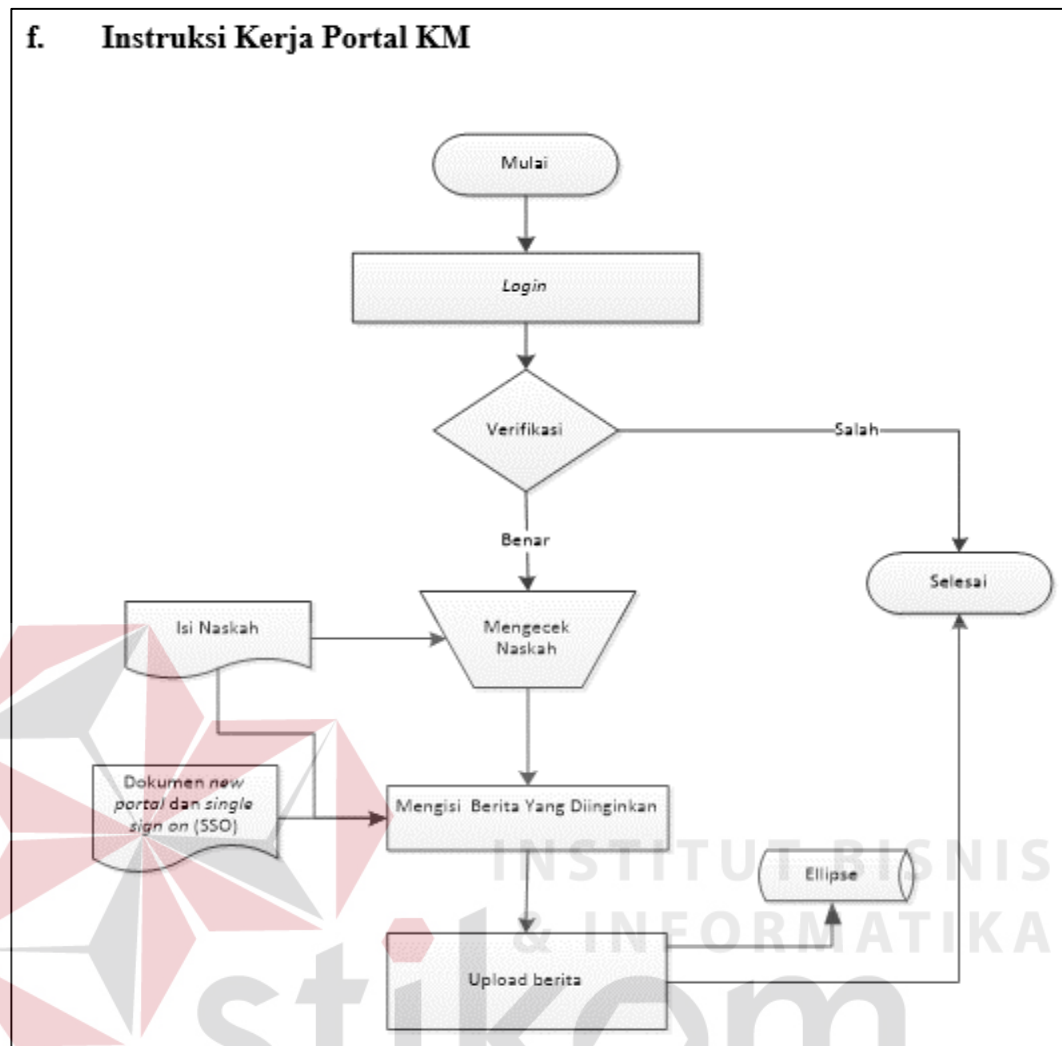 f. Instruksi Kerja Portal KM
Mulai
Login
Verifikasi
Salah
Benar
Selesai
Isi Naskah
Mengecek
Naskah
Dokumen new
portal dan single
sign on (SSO)
Mengisi Berita Yang Diinginkan
Ellipse
Upload berita
INSTITUT BISNIS
& INFORMATIKA
stikom